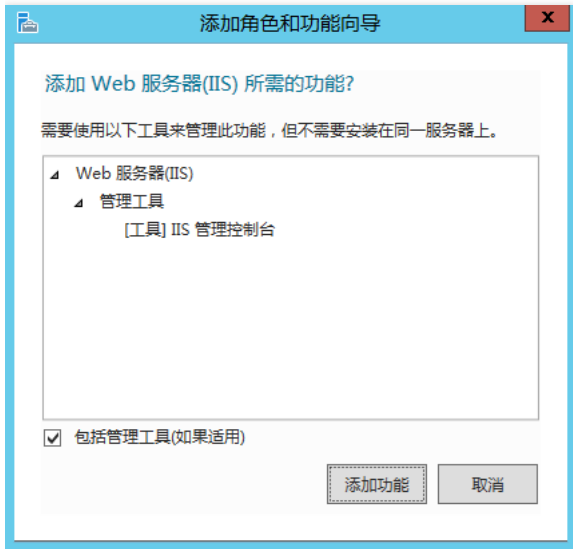 添加角色和功能向导
x
添加 Web 服务器(IIS) 所需的功能?
需要使用以下工具来管理此功能，但不需要安装在同一服务器上。
Web 服务器(IIS)
管理工具
[工具] IIS 管理控制台
包括管理工具(如果适用)
添加功能 取消